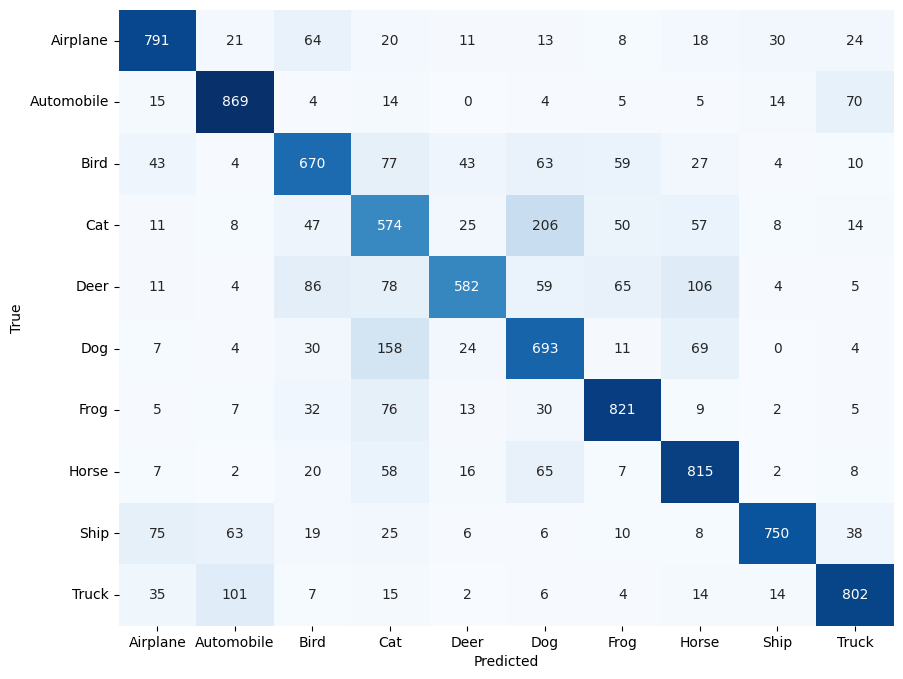 Airplane 791 21 64 20 11 13 8 18 30 24
Automobile 15 869 4 14 0 4 5 5 14 70
Bird 43 4 670 77 43 63 59 27 4 10
Cat 11 8 47 574 25 206 50 57 8 14
Deer 11 4 86 78 582 59 65 106 4 5
True
Dog 7 4 30 158 24 693 11 69 0 4
Frog 5 7 32 76 13 30 821 9 2 5
Horse 7 2 20 58 16 65 7 815 2 8
Ship 75 63 19 25 6 6 10 8 750 38
Truck 35 101 7 15 2 6 4 14 14 802
Airplane Automobile Bird Cat Deer Dog Frog Horse Ship Truck
Predicted